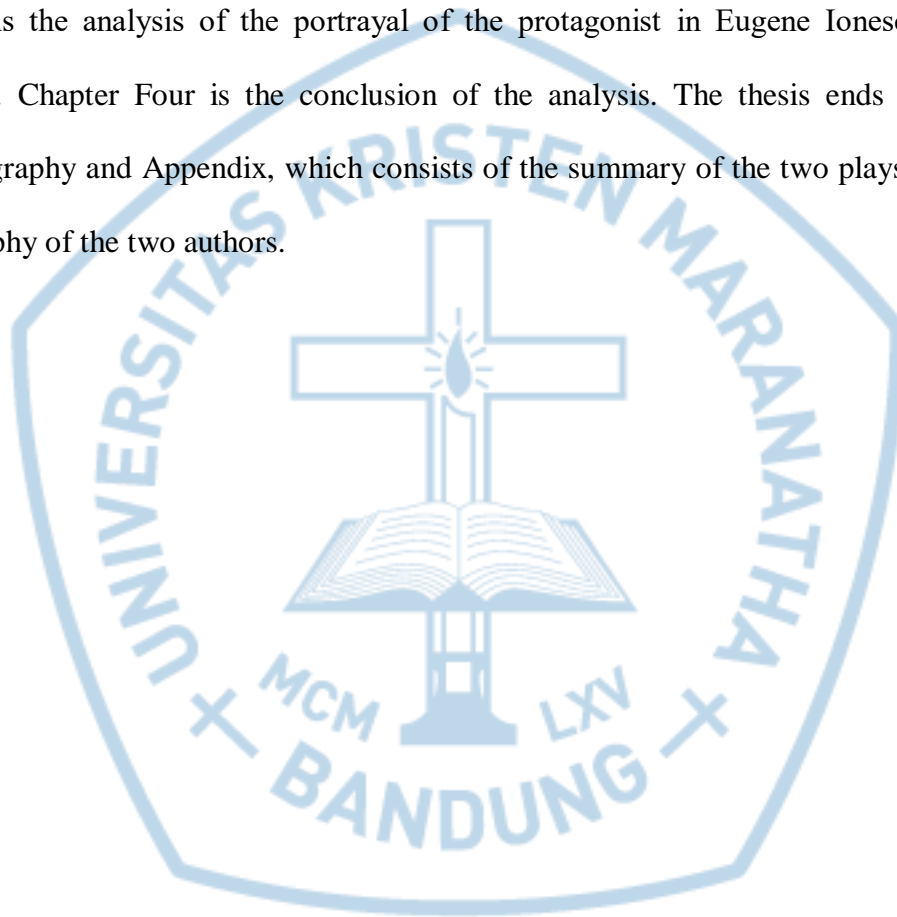 s the analysis of the portrayal of the protagonist in Eugene Ionesc
. Chapter Four is the conclusion of the analysis. The thesis ends
graphy and Appendix, which consists of the summary of the two plays
phy of the two authors.
UNIVERSITAS KRISTEN MARANATHA
MCM LXV
BANDUNG